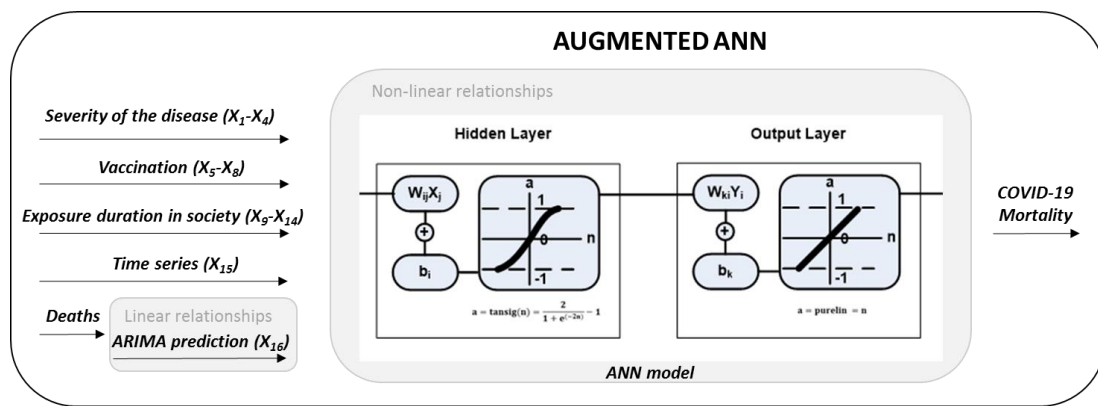 AUGMENTED ANN
Severity of the disease (X1-X4)
Vaccination (X5-X8)
Exposure duration in society (X9-X14)
Time series (X15)
Deaths
Linear relationships
ARIMA prediction (X16)
Non-linear relationships
Hidden Layer
WijXj
+
bi
a
1
0
n
-1
a = tansig(n) = 2 / (1 + e^(-2n)) - 1
Output Layer
WkiYi
+
bk
a
1
0
n
-1
a = purelin = n
ANN model
COVID-19
Mortality